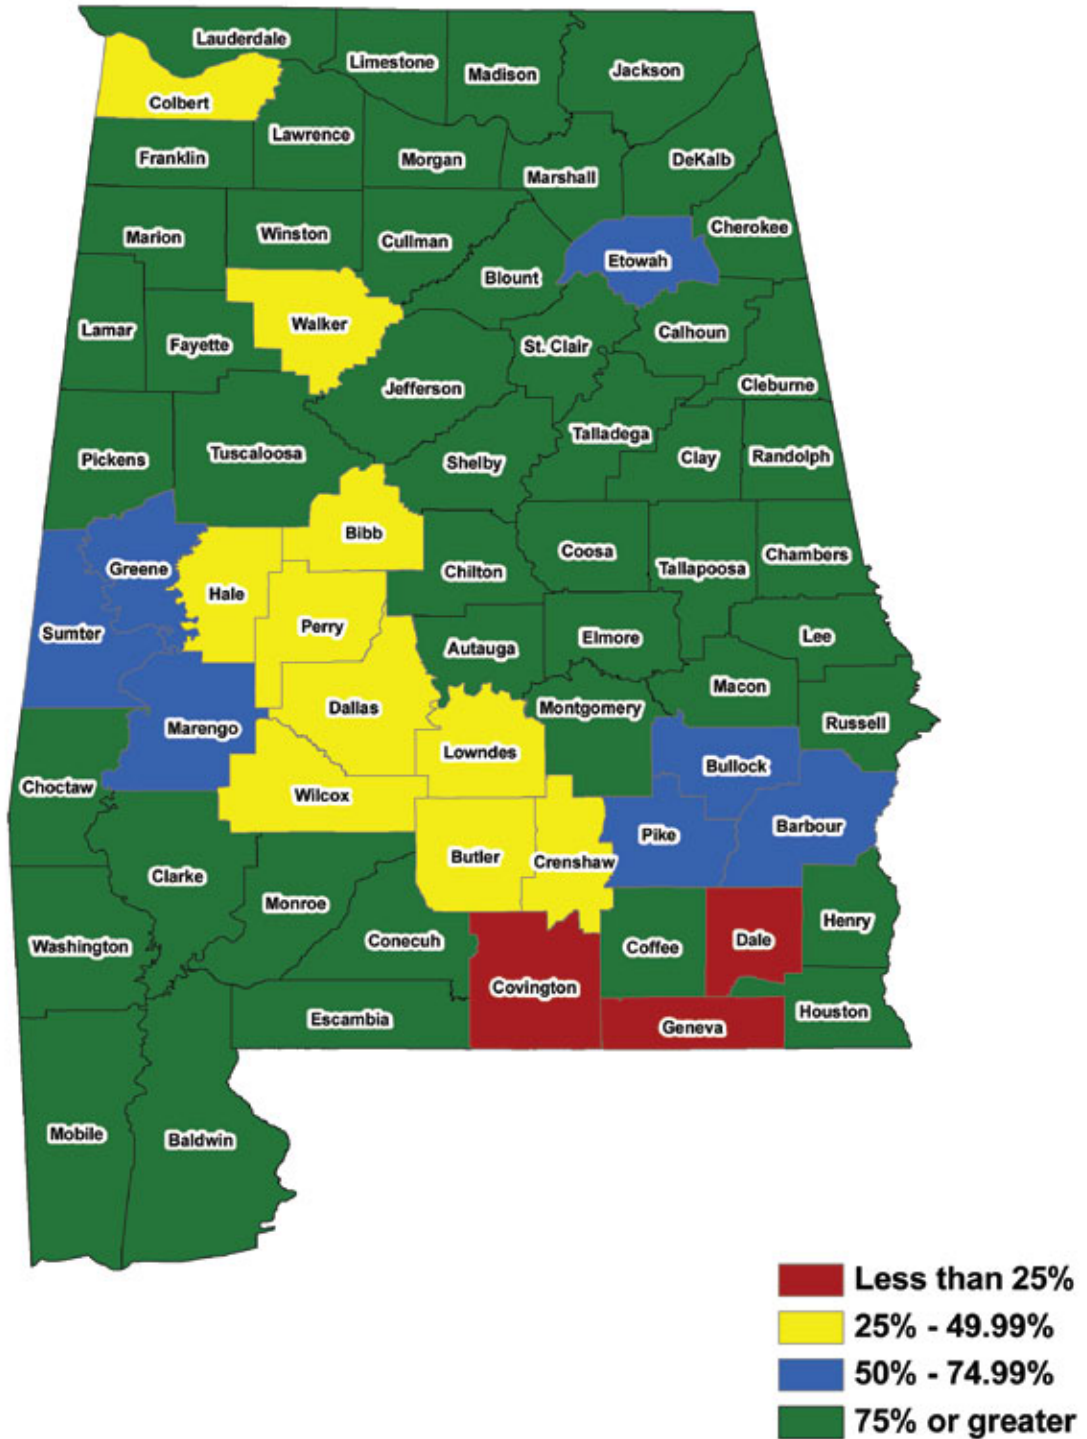 Lauderdale
Limestone
Madison
Jackson
Colbert
Lawrence
Franklin
Morgan
Marshall
DeKalb
Marion
Winston
Cullman
Cherokee
Etowah
Blount
Walker
Lamar
Fayette
St. Clair
Calhoun
Jefferson
Cleburne
Talladega
Pickens
Tuscaloosa
Shelby
Clay
Randolph
Bibb
Greene
Hale
Chilton
Coosa
Tallapoosa
Chambers
Sumter
Perry
Autauga
Elmore
Lee
Marengo
Dallas
Montgomery
Macon
Russell
Choctaw
Wilcox
Lowndes
Bullock
Clarke
Butler
Crenshaw
Pike
Barbour
Washington
Monroe
Conecuh
Covington
Coffee
Dale
Henry
Escambia
Geneva
Houston
Mobile
Baldwin
Less than 25%
25% - 49.99%
50% - 74.99%
75% or greater